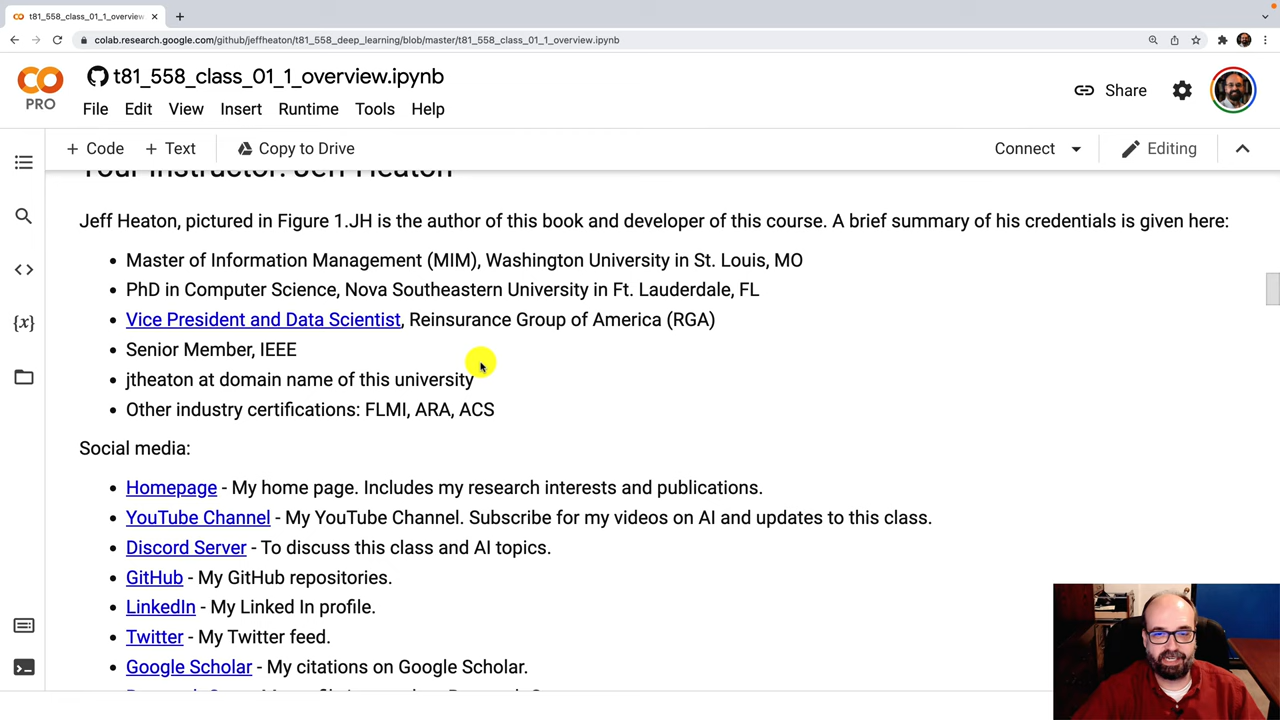 t81_558_class_01_1_overview.
colab.research.google.com/github/jeffheaton/t81_558_deep_learning/blob/master/t81_558_class_01_1_overview.ipynb
t81_558_class_01_1_overview.ipynb
PRO
File Edit View Insert Runtime Tools Help
Share
+ Code + Text Copy to Drive
Connect
Editing
Your Instructor: Jeff Heaton
Jeff Heaton, pictured in Figure 1.JH is the author of this book and developer of this course. A brief summary of his credentials is given here:
• Master of Information Management (MIM), Washington University in St. Louis, MO
• PhD in Computer Science, Nova Southeastern University in Ft. Lauderdale, FL
• Vice President and Data Scientist, Reinsurance Group of America (RGA)
• Senior Member, IEEE
• jtheaton at domain name of this university
• Other industry certifications: FLMI, ARA, ACS
Social media:
• Homepage - My home page. Includes my research interests and publications.
• YouTube Channel - My YouTube Channel. Subscribe for my videos on AI and updates to this class.
• Discord Server - To discuss this class and AI topics.
• GitHub - My GitHub repositories.
• LinkedIn - My Linked In profile.
• Twitter - My Twitter feed.
• Google Scholar - My citations on Google Scholar.